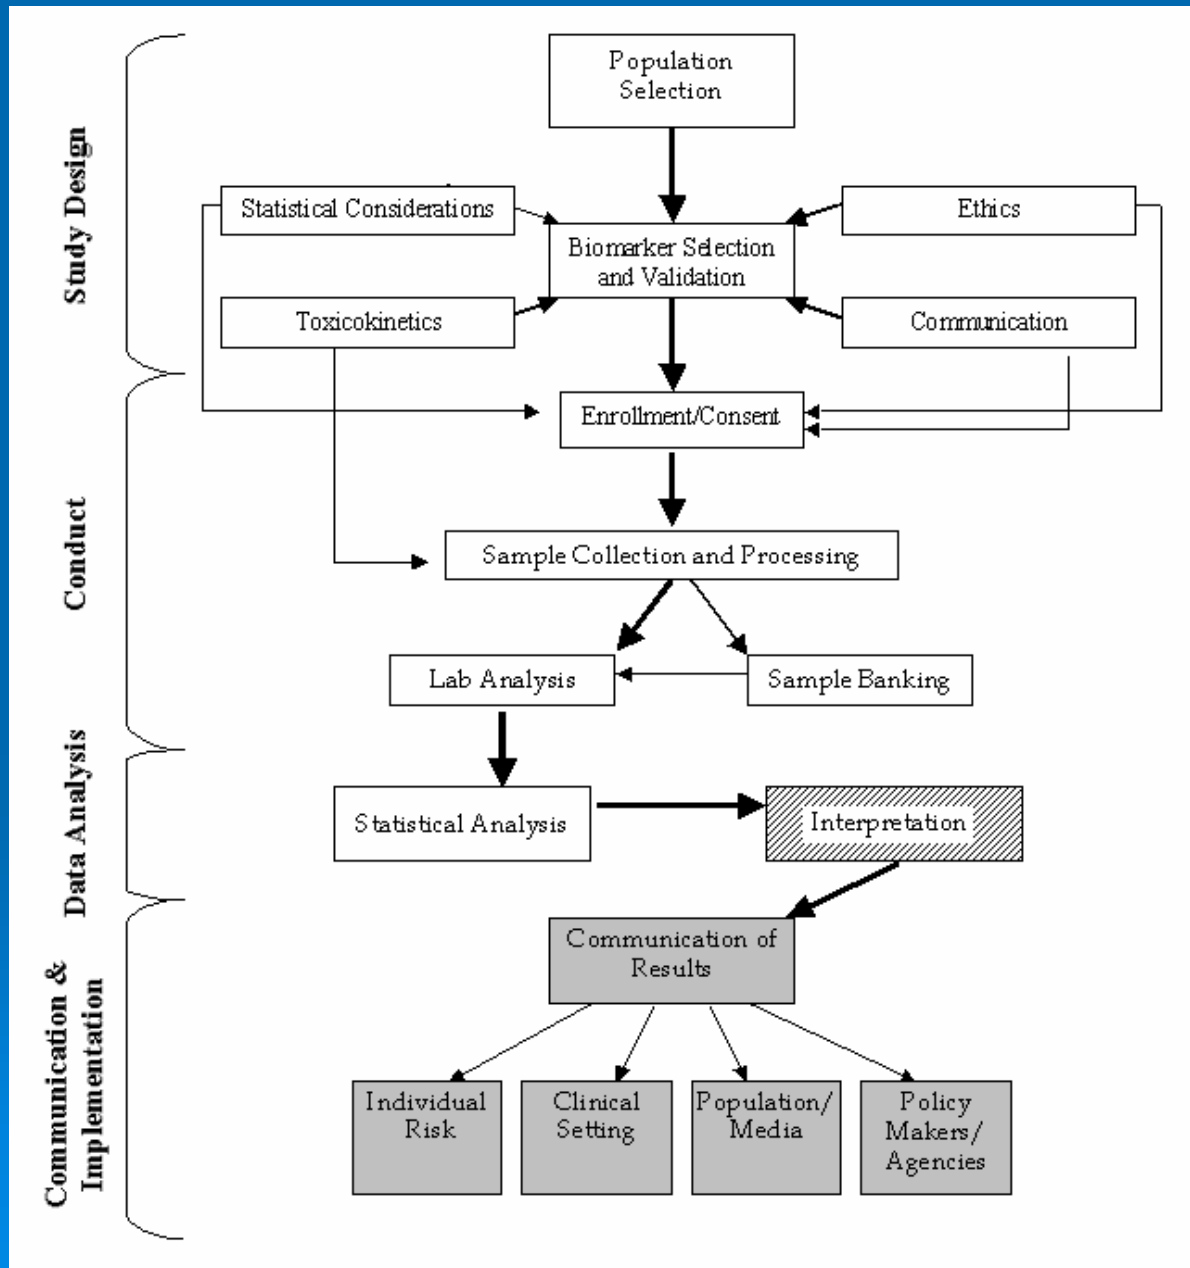 Study Design
Population
Selection
Statistical Considerations
Ethics
Biomarker Selection
and Validation
Toxicokinetics
Communication
Conduct
Enrollment/Consent
Sample Collection and Processing
Lab Analysis
Sample Banking
Data Analysis
Statistical Analysis
Interpretation
Communication &
Implementation
Communication of
Results
Individual
Risk
Clinical
Setting
Population/
Media
Policy
Makers/
Agencies